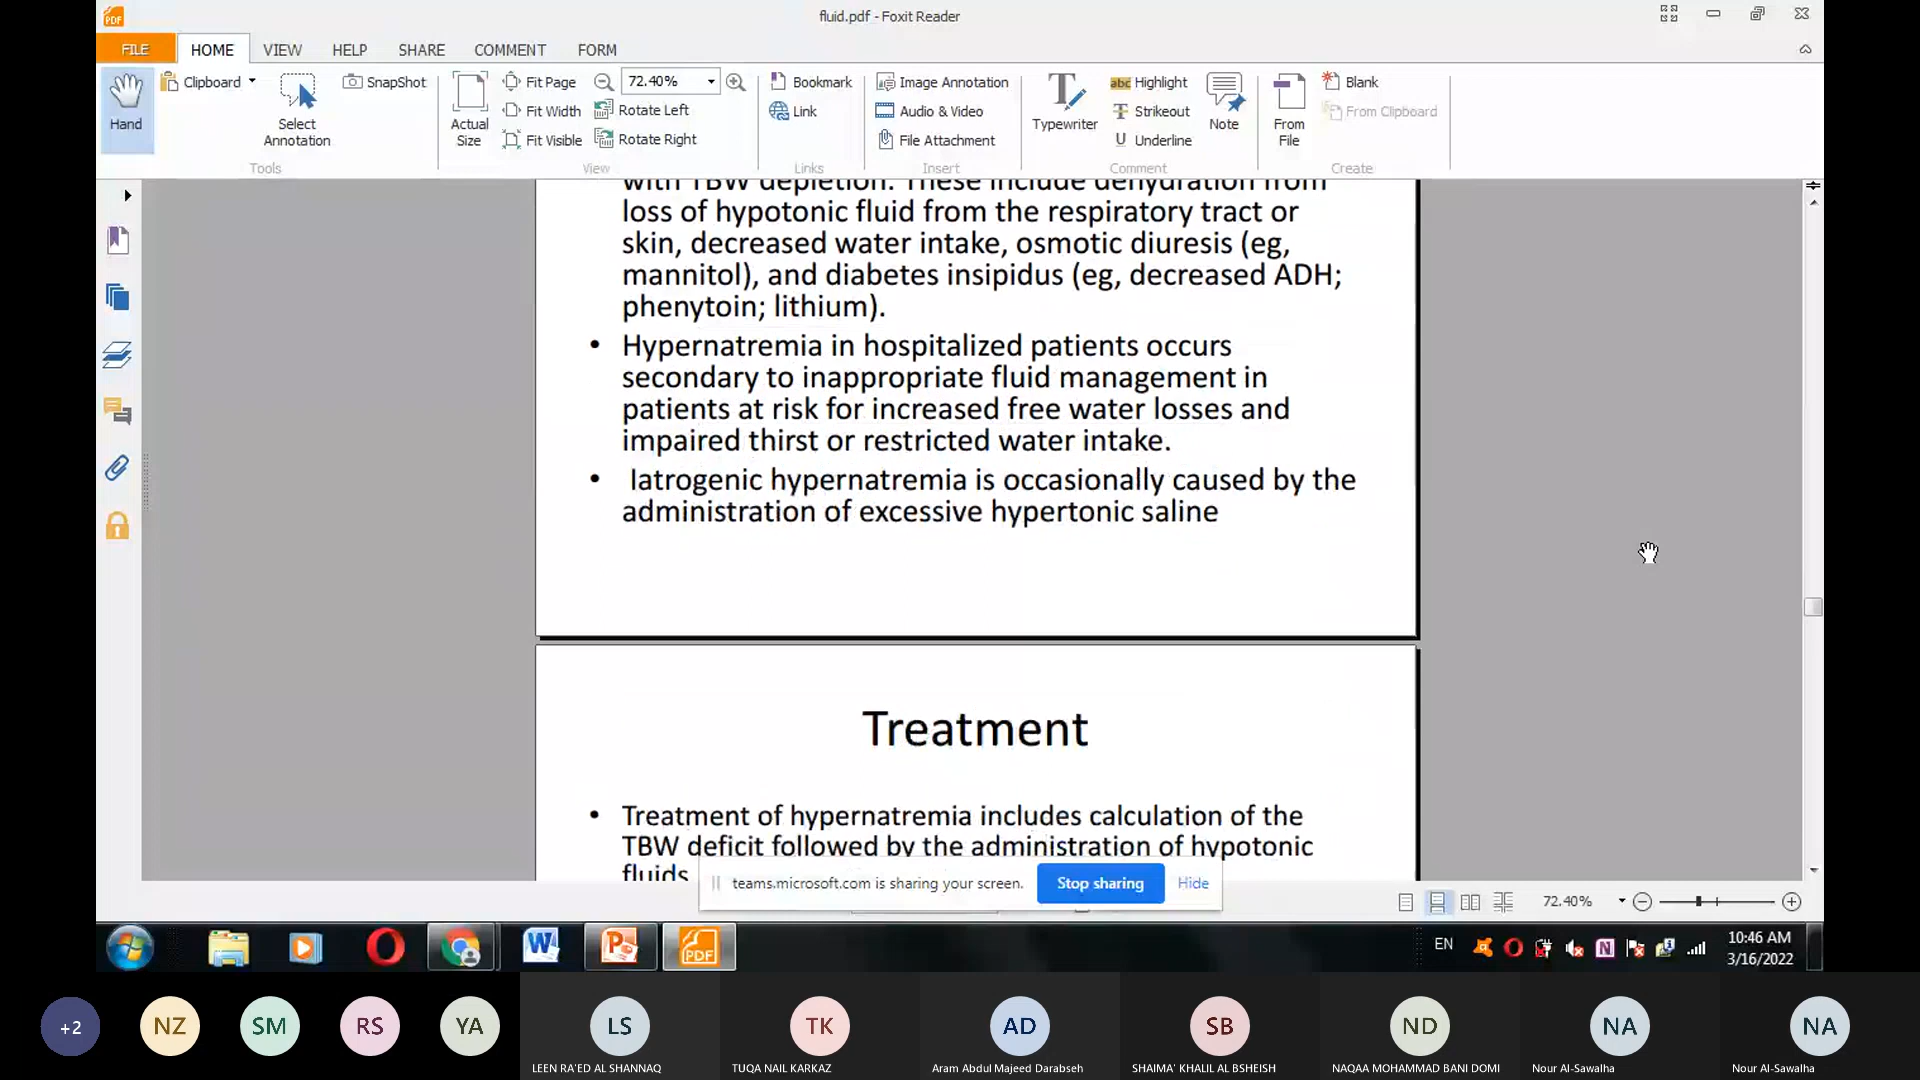 fluid.pdf - Foxit Reader
FILE
HOME
VIEW
HELP
SHARE
COMMENT
FORM
Hand
Clipboard
Select
Annotation
SnapShot
Tools
Actual
Size
Fit Page
Fit Width
Fit Visible
72.40%
Rotate Left
Rotate Right
View
Bookmark
Link
Links
Image Annotation
Audio & Video
File Attachment
Insert
Typewriter
abc Highlight
Strikeout
U Underline
Note
Comment
From
File
Blank
From Clipboard
Create
with TBW depletion. These include dehydration from
loss of hypotonic fluid from the respiratory tract or
skin, decreased water intake, osmotic diuresis (eg,
mannitol), and diabetes insipidus (eg, decreased ADH;
phenytoin; lithium).
• Hypernatremia in hospitalized patients occurs
secondary to inappropriate fluid management in
patients at risk for increased free water losses and
impaired thirst or restricted water intake.
• Iatrogenic hypernatremia is occasionally caused by the
administration of excessive hypertonic saline
Treatment
• Treatment of hypernatremia includes calculation of the
TBW deficit followed by the administration of hypotonic
fluids
teams.microsoft.com is sharing your screen.
Stop sharing
Hide
72.40%
EN
10:46 AM
3/16/2022
+2
NZ
SM
RS
YA
LS
LEEN RA'ED AL SHANNAQ
TK
TUQA NAIL KARKAZ
AD
Aram Abdul Majeed Darabseh
SB
SHAIMA' KHALIL AL BSHEISH
ND
NAQAA MOHAMMAD BANI DOMI
NA
Nour Al-Sawalha
NA
Nour Al-Sawalha